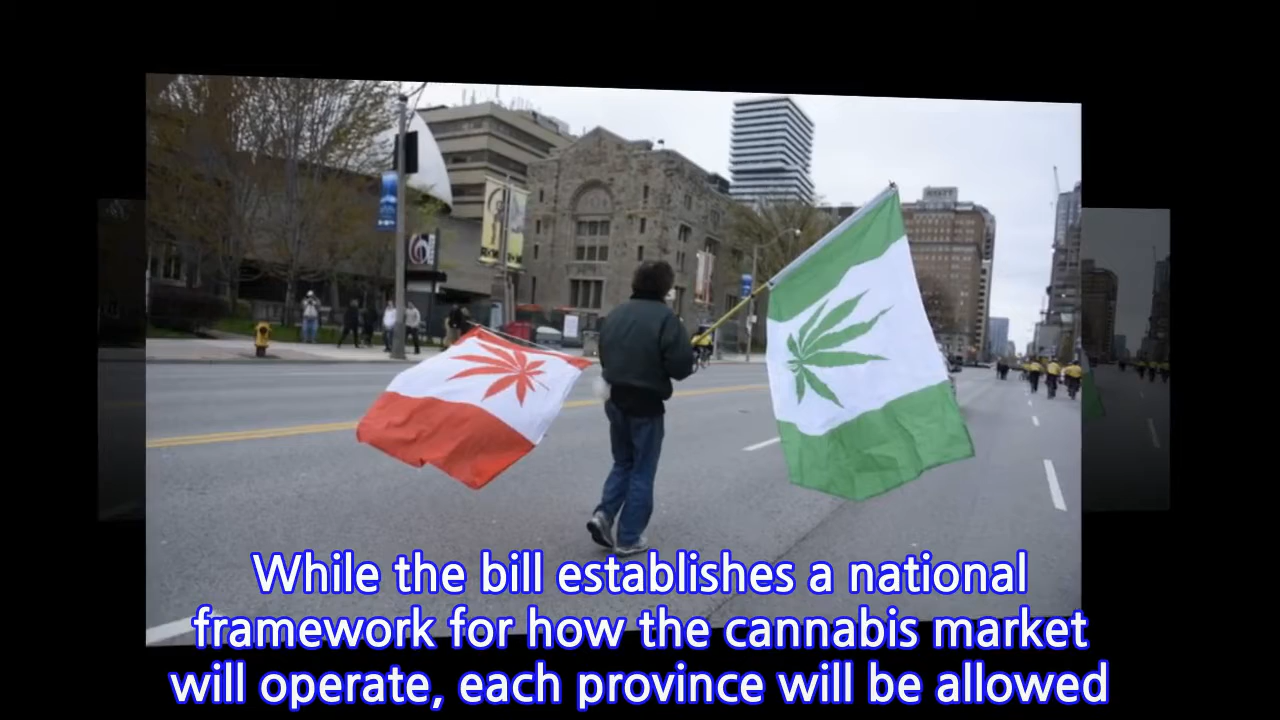 While the bill establishes a national
framework for how the cannabis market
will operate, each province will be allowed